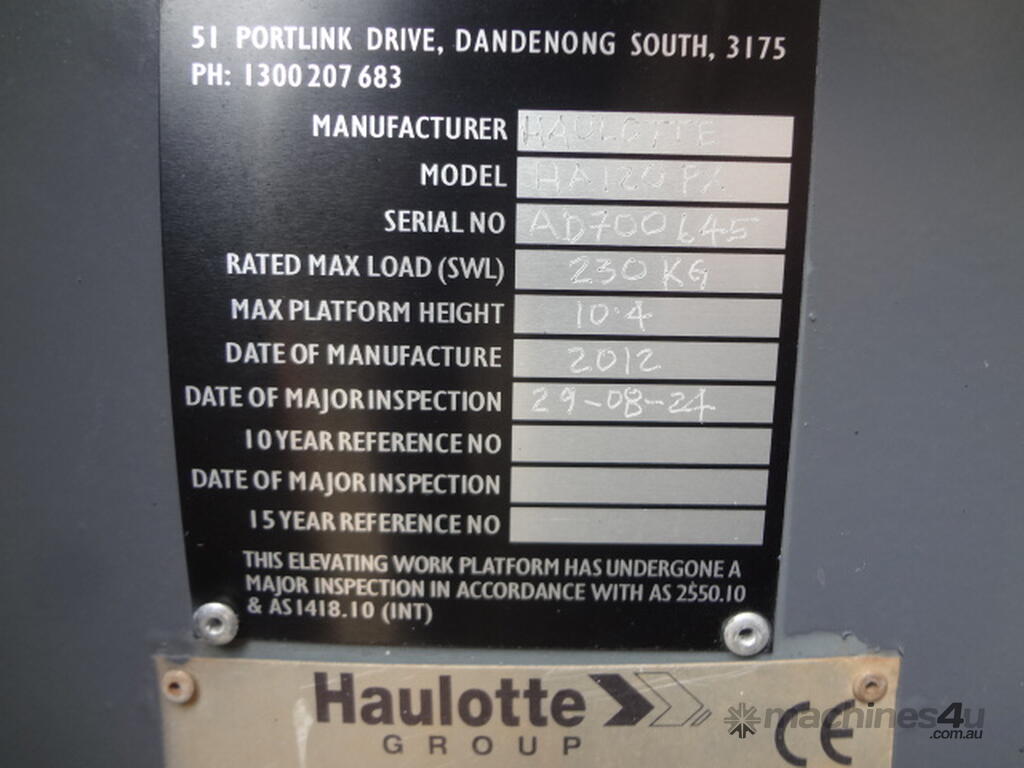 51 PORTLINK DRIVE, DANDENONG SOUTH, 3175
PH: 1300 207 683
MANUFACTURER HAULOTTE
MODEL HA120PX
SERIAL NO AD700645
RATED MAX LOAD (SWL) 230 KG
MAX PLATFORM HEIGHT 10.4
DATE OF MANUFACTURE 2012
DATE OF MAJOR INSPECTION 29-08-24
10 YEAR REFERENCE NO
DATE OF MAJOR INSPECTION
15 YEAR REFERENCE NO
THIS ELEVATING WORK PLATFORM HAS UNDERGONE A
MAJOR INSPECTION IN ACCORDANCE WITH AS 2550.10
& AS1418.10 (INT)
Haulotte
GROUP
CE
machines4u
.com.au